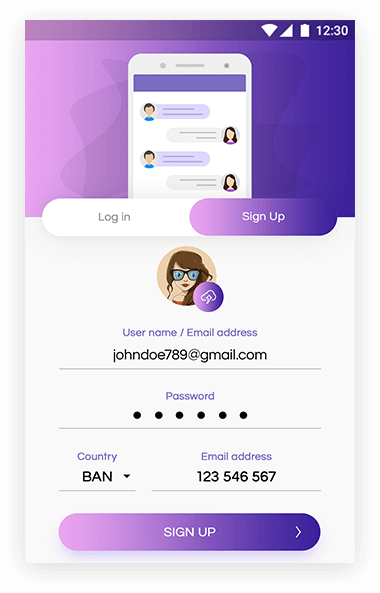 12:30
Log in
Sign Up
User name / Email address
johndoe789@gmail.com
Password
Country
Email address
BAN
123 546 567
SIGN UP